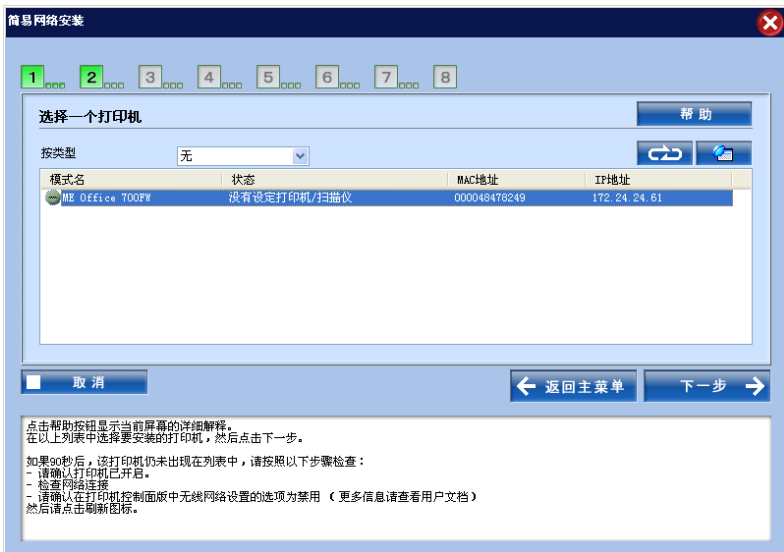 简易网络安装
1 2 3 4 5 6 7 8
选择一个打印机
帮 助
按类型 无
模式名 状态 MAC地址 IP地址
ME Office 700FW 没有设定打印机/扫描仪 000048478249 172.24.24.61
取 消 返回主菜单 下一步
点击帮助按钮显示当前屏幕的详细解释。
在以上列表中选择要安装的打印机，然后点击下一步。
如果90秒后，该打印机仍未出现在列表中，请按照以下步骤检查：
- 请确认打印机已开启。
- 检查网络连接
- 请确认在打印机控制面版中无线网络设置的选项为禁用 （更多信息请查看用户文档）
然后请点击刷新图标。